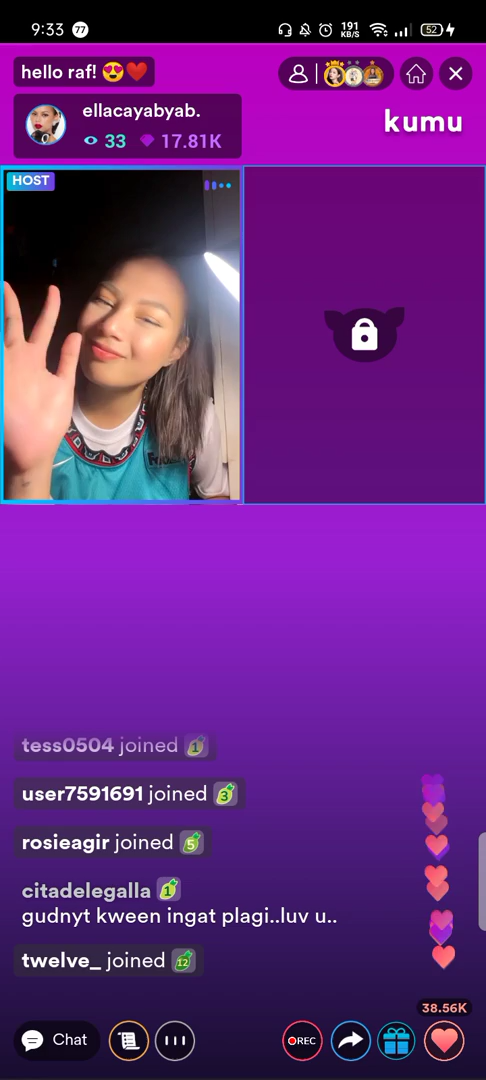 9:33 77 191 KB/S 52
hello raf! 😍❤️
ellacayabyab.
33 17.81K
kumu
HOST
tess0504 joined 1
user7591691 joined 3
rosieagir joined 5
citadelegalla 1
gudnyt kween ingat plagi..luv u..
twelve_ joined 12
38.56K
Chat
REC